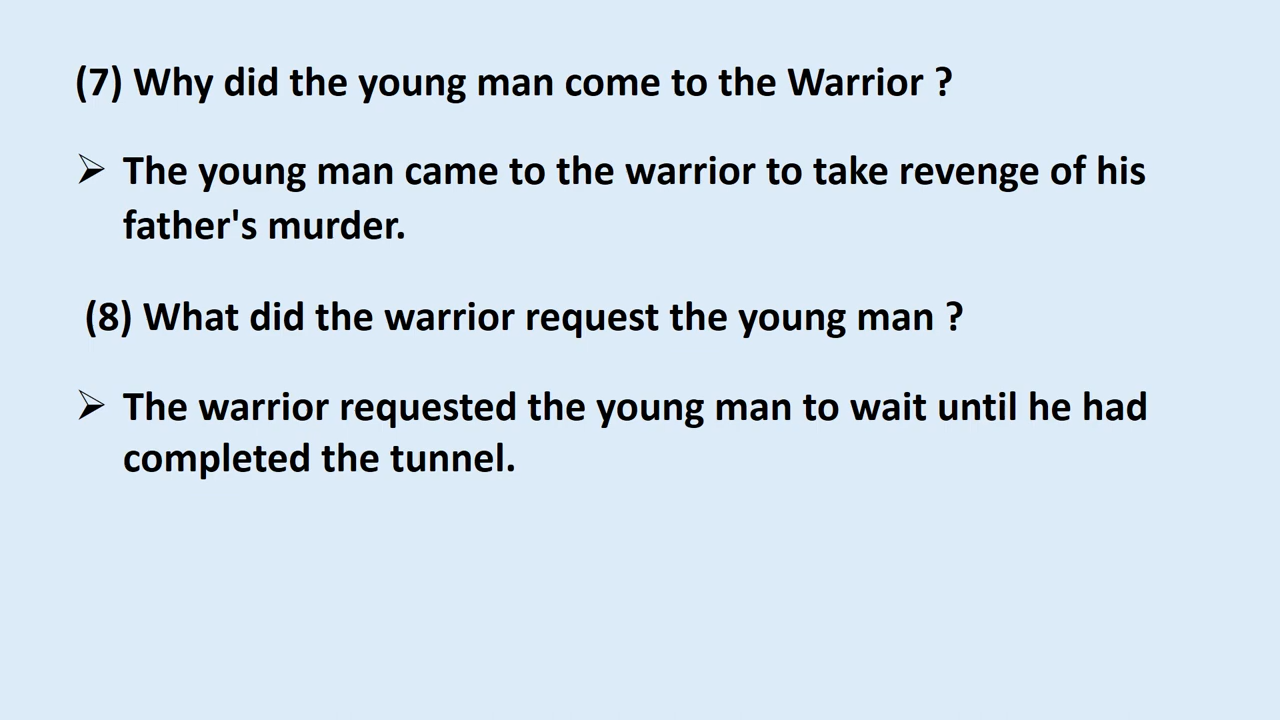 (7) Why did the young man come to the Warrior ?
➢ The young man came to the warrior to take revenge of his
father's murder.
(8) What did the warrior request the young man ?
➢ The warrior requested the young man to wait until he had
completed the tunnel.